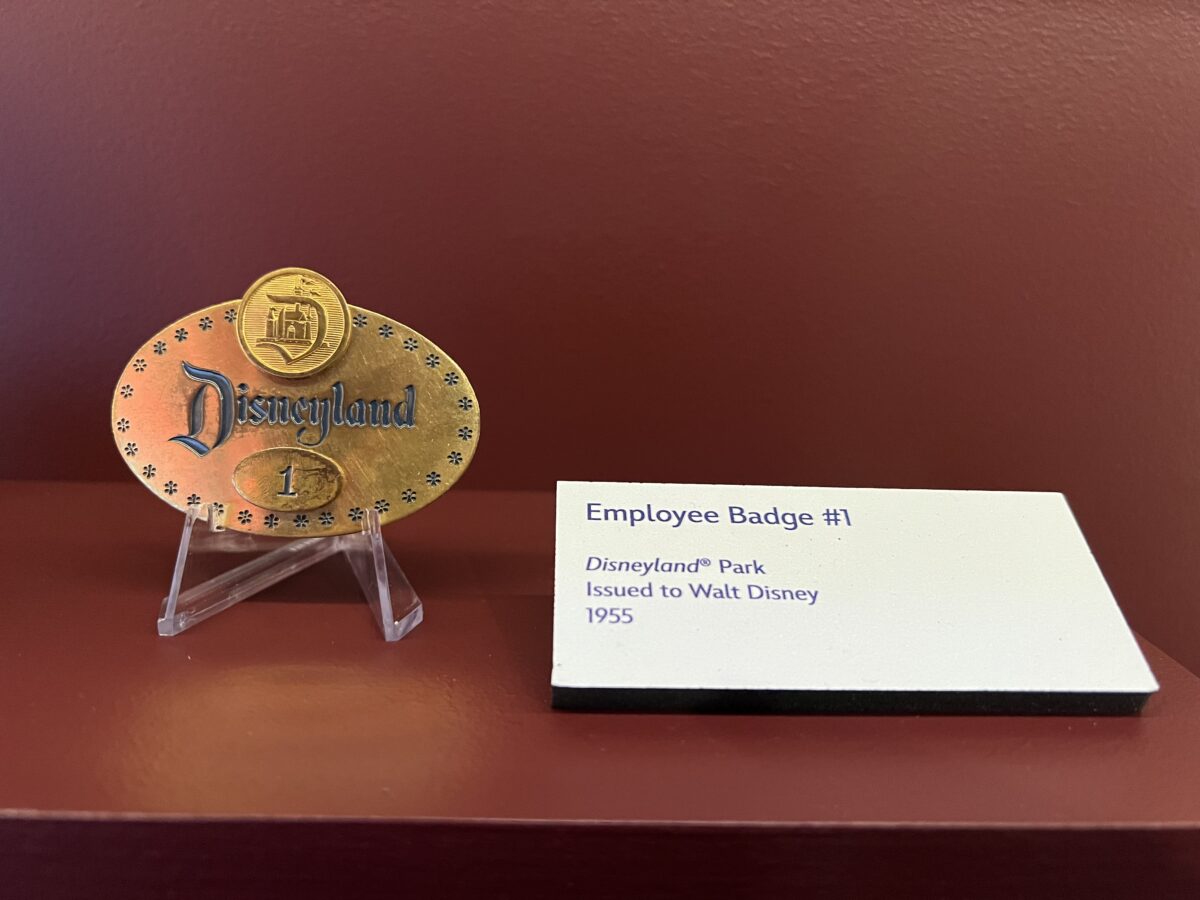 D
Disneyland
1
Employee Badge #1
Disneyland® Park
Issued to Walt Disney
1955